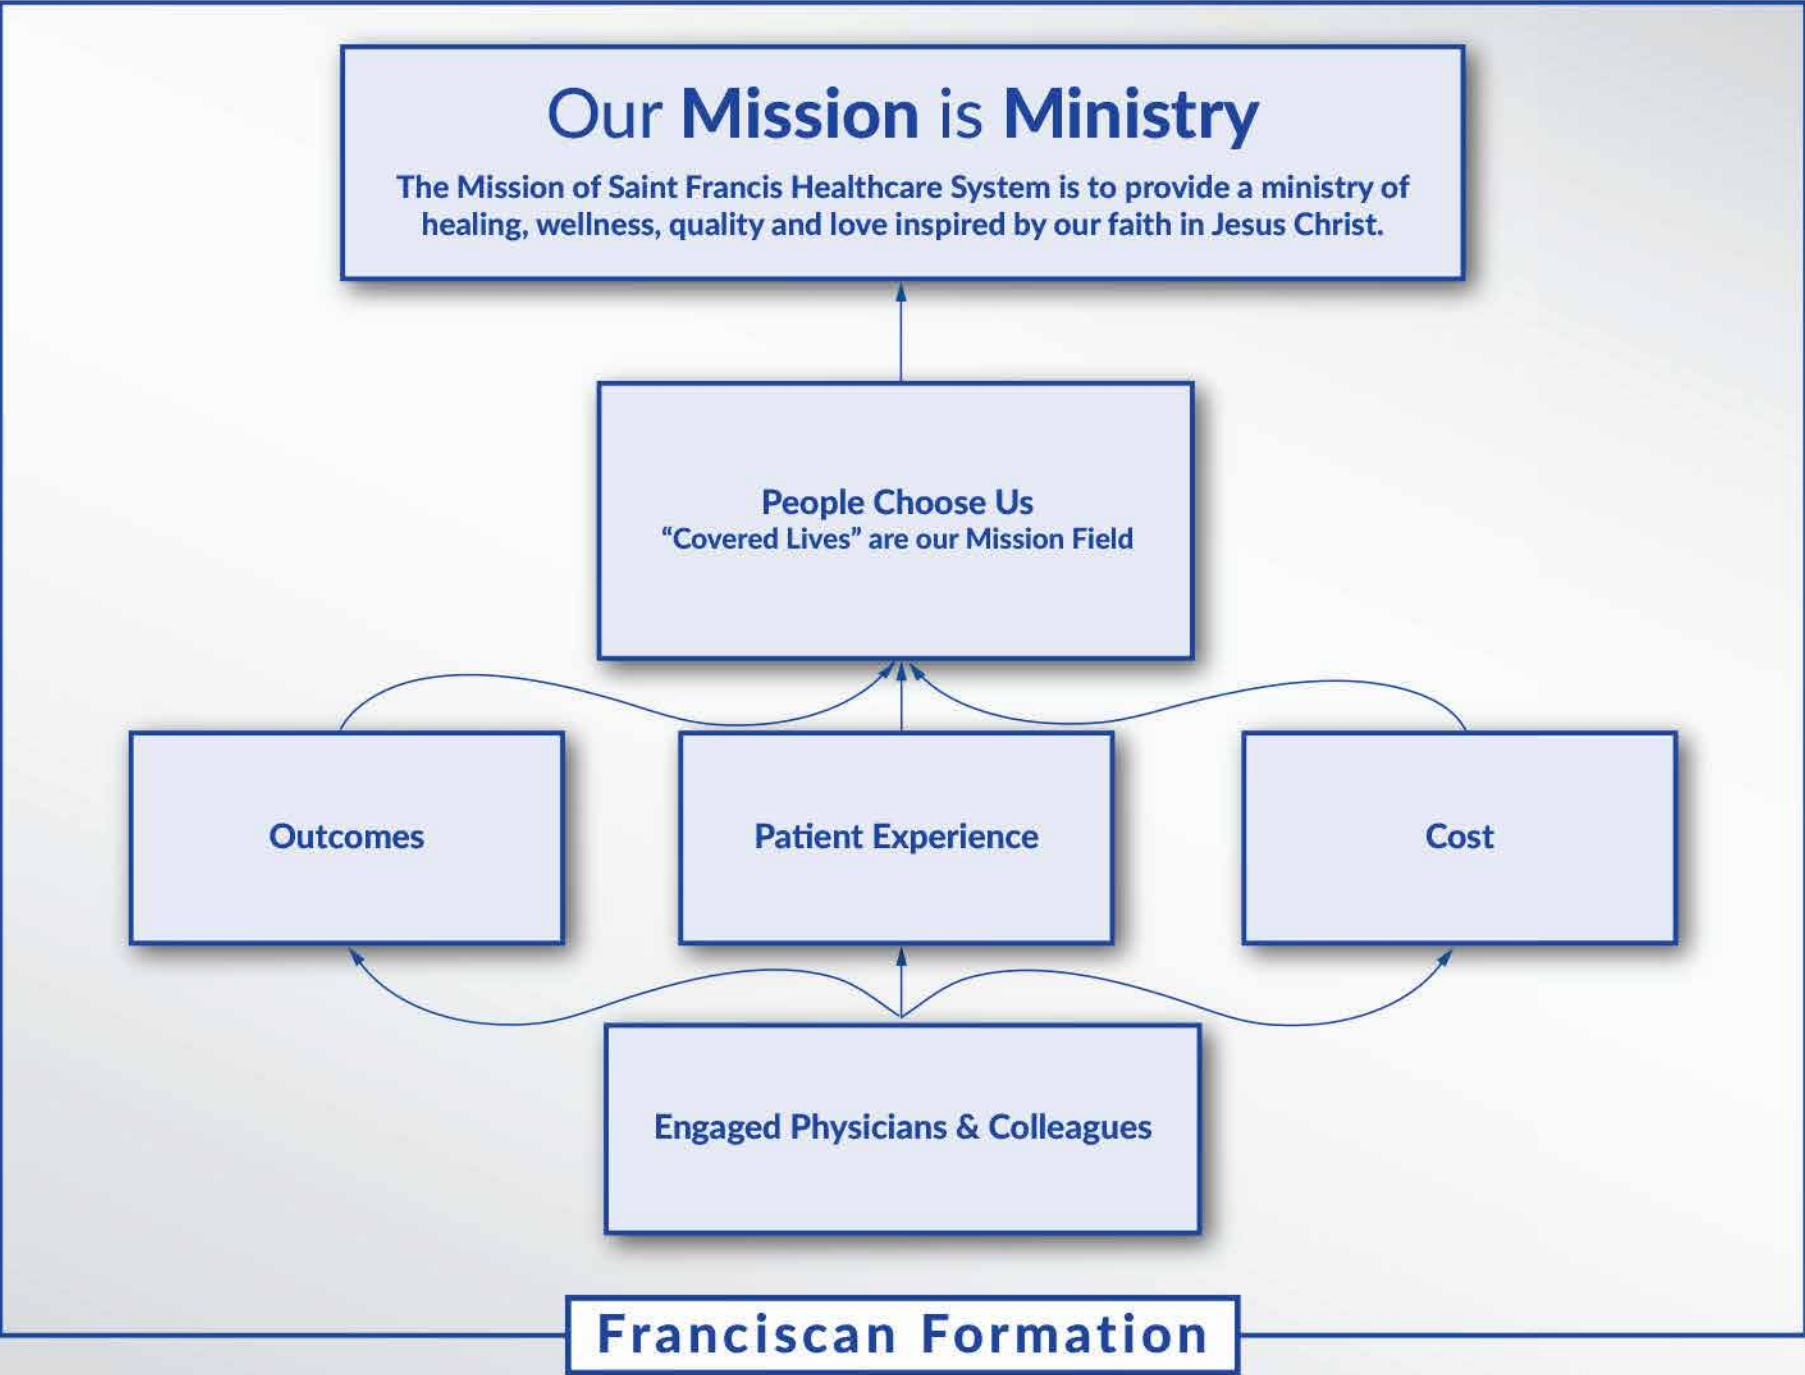 Our Mission is Ministry
The Mission of Saint Francis Healthcare System is to provide a ministry of
healing, wellness, quality and love inspired by our faith in Jesus Christ.
People Choose Us
“Covered Lives” are our Mission Field
Outcomes
Patient Experience
Cost
Engaged Physicians & Colleagues
Franciscan Formation